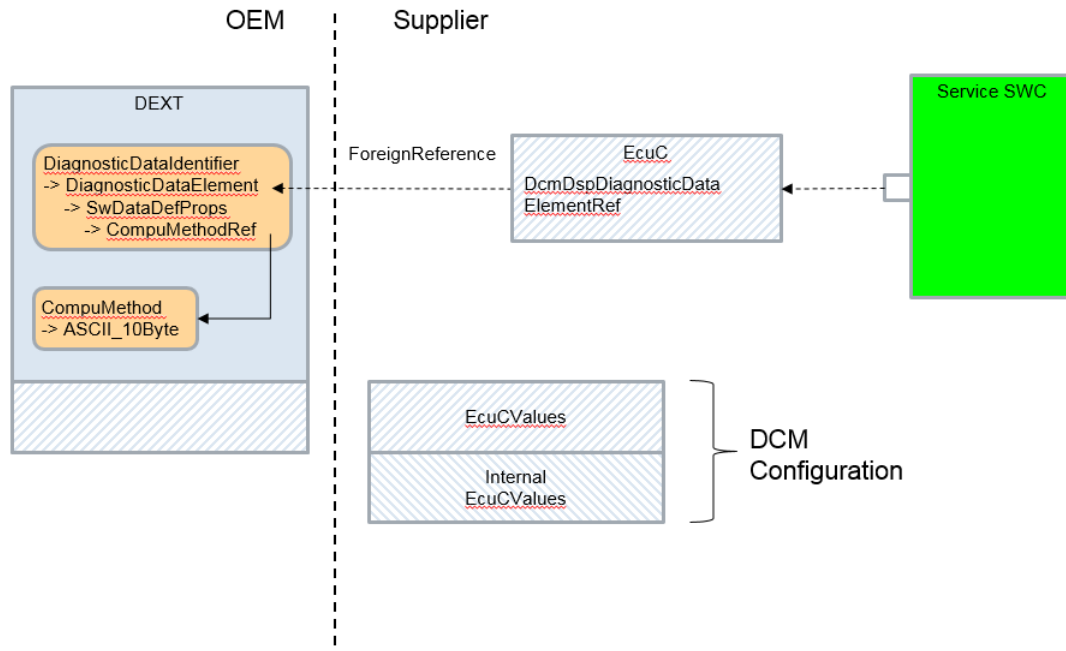 OEM
Supplier
DEXT
DiagnosticDataIdentifier
-> DiagnosticDataElement
-> SwDataDefProps
-> CompuMethodRef
CompuMethod
-> ASCII_10Byte
ForeignReference
EcuC
DcmDspDiagnosticData
ElementRef
Service SWC
EcuCValues
Internal
EcuCValues
DCM
Configuration